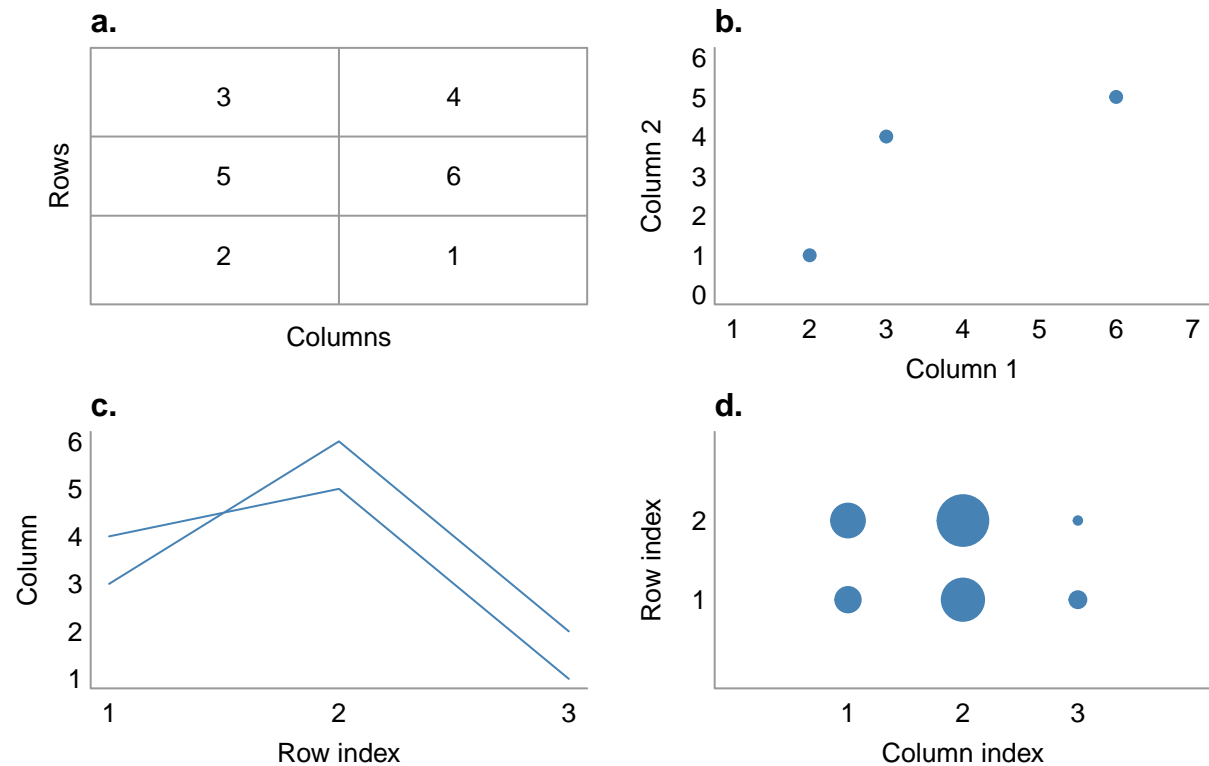 a.
3 4
5 6
2 1
Rows
Columns
b.
6
5
4
3
2
1
0
Column 2
1 2 3 4 5 6 7
Column 1
c.
6
5
4
3
2
1
Column
1 2 3
Row index
d.
2
1
Row index
1 2 3
Column index